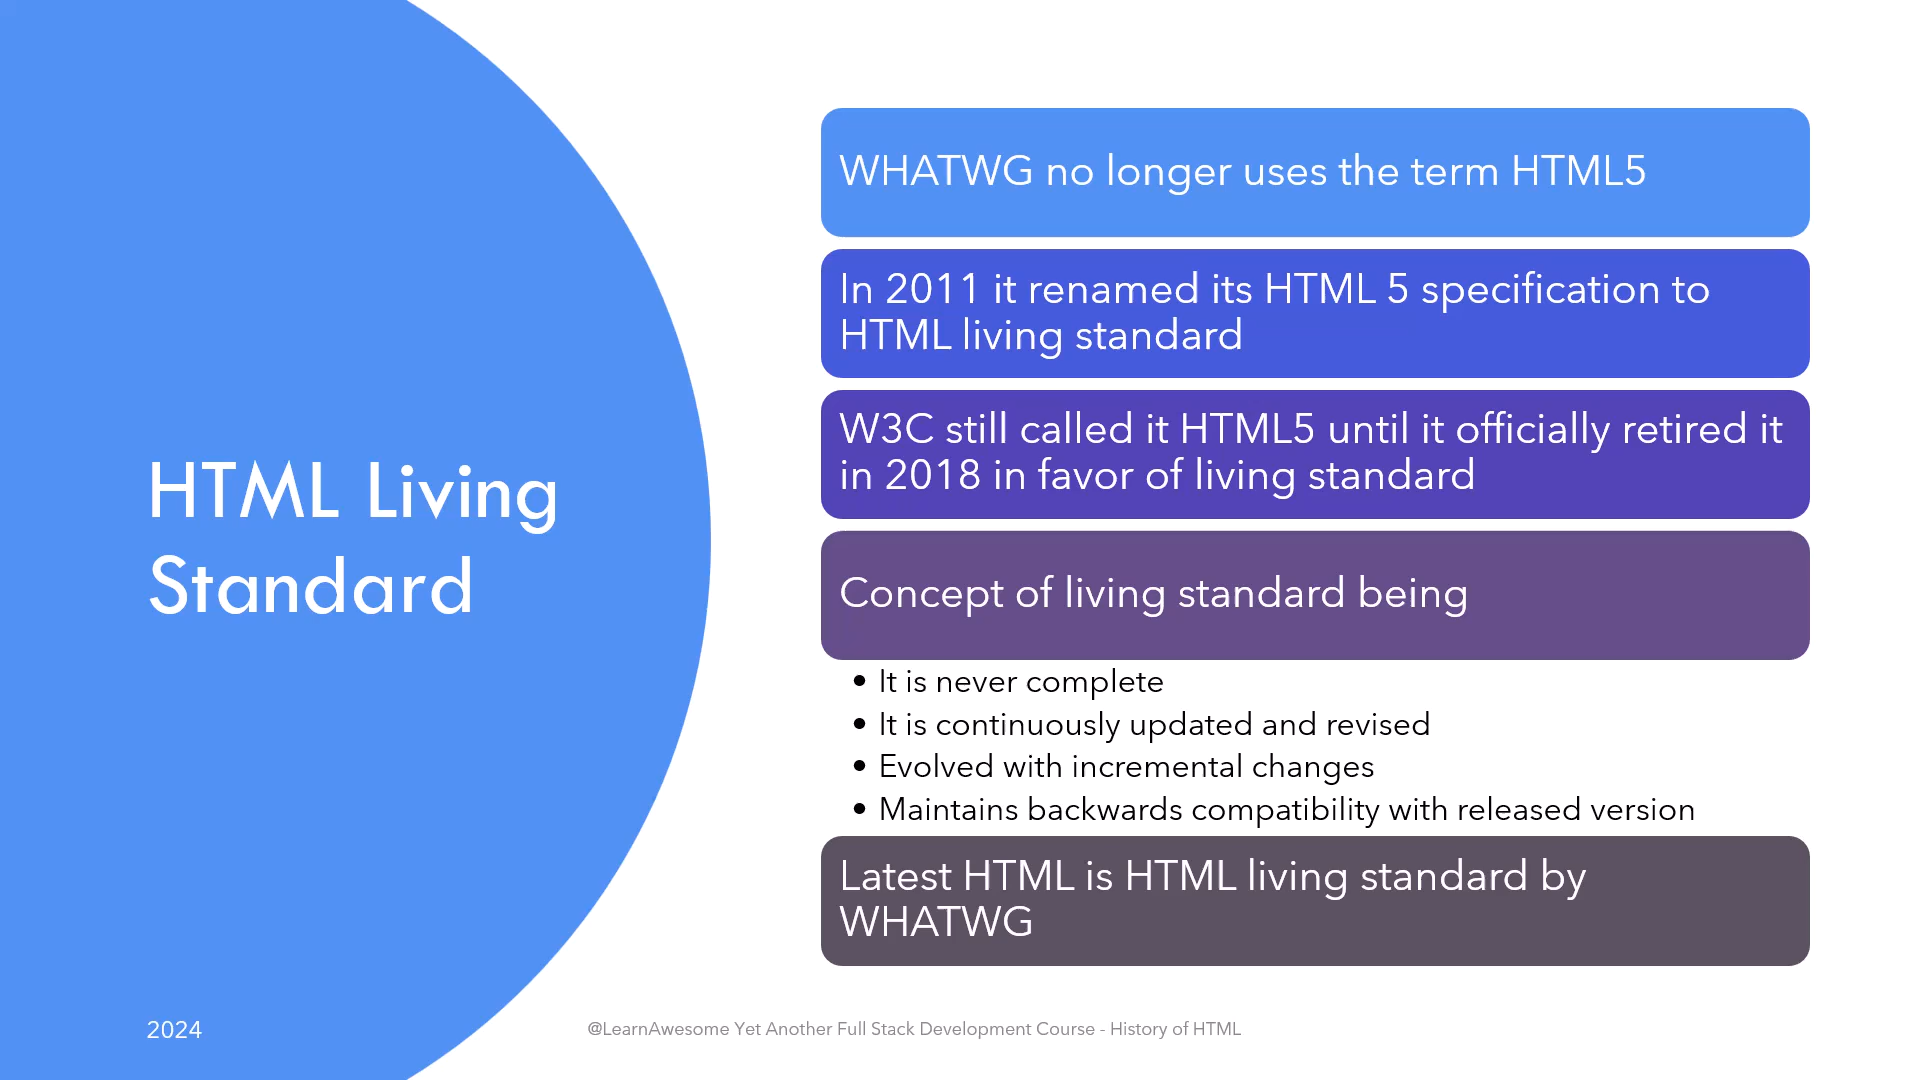 HTML Living
Standard
WHATWG no longer uses the term HTML5
In 2011 it renamed its HTML 5 specification to
HTML living standard
W3C still called it HTML5 until it officially retired it
in 2018 in favor of living standard
Concept of living standard being
• It is never complete
• It is continuously updated and revised
• Evolved with incremental changes
• Maintains backwards compatibility with released version
Latest HTML is HTML living standard by
WHATWG
2024
@LearnAwesome Yet Another Full Stack Development Course - History of HTML